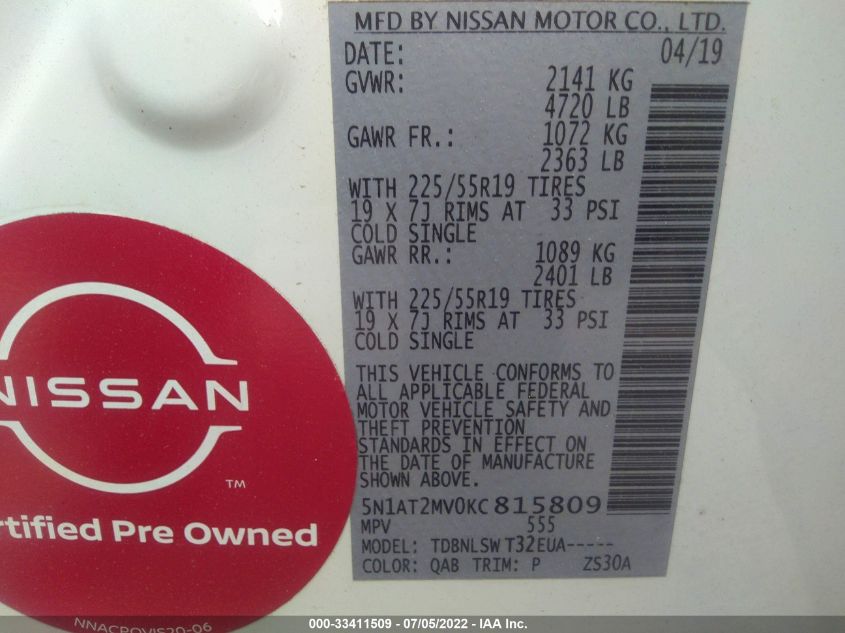 MFD BY NISSAN MOTOR CO., LTD.
DATE: 04/19
GVWR: 2141 KG
4720 LB
GAWR FR.: 1072 KG
2363 LB
WITH 225/55R19 TIRES
19 X 7J RIMS AT 33 PSI
COLD SINGLE
GAWR RR.: 1089 KG
2401 LB
WITH 225/55R19 TIRES
19 X 7J RIMS AT 33 PSI
COLD SINGLE
THIS VEHICLE CONFORMS TO
ALL APPLICABLE FEDERAL
MOTOR VEHICLE SAFETY AND
THEFT PREVENTION
STANDARDS IN EFFECT ON
THE DATE OF MANUFACTURE
SHOWN ABOVE.
5N1AT2MV0KC815809
MPV 555
MODEL: TDBNLSW T32EUA-----
COLOR: QAB TRIM: P ZS30A
NISSAN
TM
rtified Pre Owned
NNACPOVIS20-06
000-33411509 - 07/05/2022 - IAA Inc.